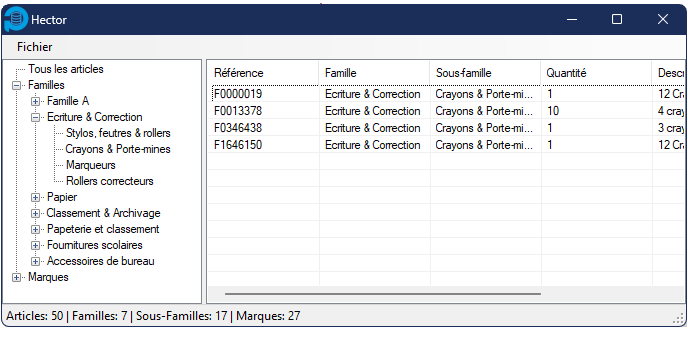 Hector
Fichier
Tous les articles
Familles
Famille A
Ecriture & Correction
Stylos, feutres & rollers
Crayons & Porte-mines
Marqueurs
Rollers correcteurs
Papier
Classement & Archivage
Papeterie et classement
Fournitures scolaires
Accessoires de bureau
Marques
Référence Famille Sous-famille Quantité Descr
F0000019 Ecriture & Correction Crayons & Porte-mi... 1 12 Cra
F0013378 Ecriture & Correction Crayons & Porte-mi... 10 4 cray
F0346438 Ecriture & Correction Crayons & Porte-mi... 1 3 cray
F1646150 Ecriture & Correction Crayons & Porte-mi... 1 12 Cra
Articles: 50 | Familles: 7 | Sous-Familles: 17 | Marques: 27